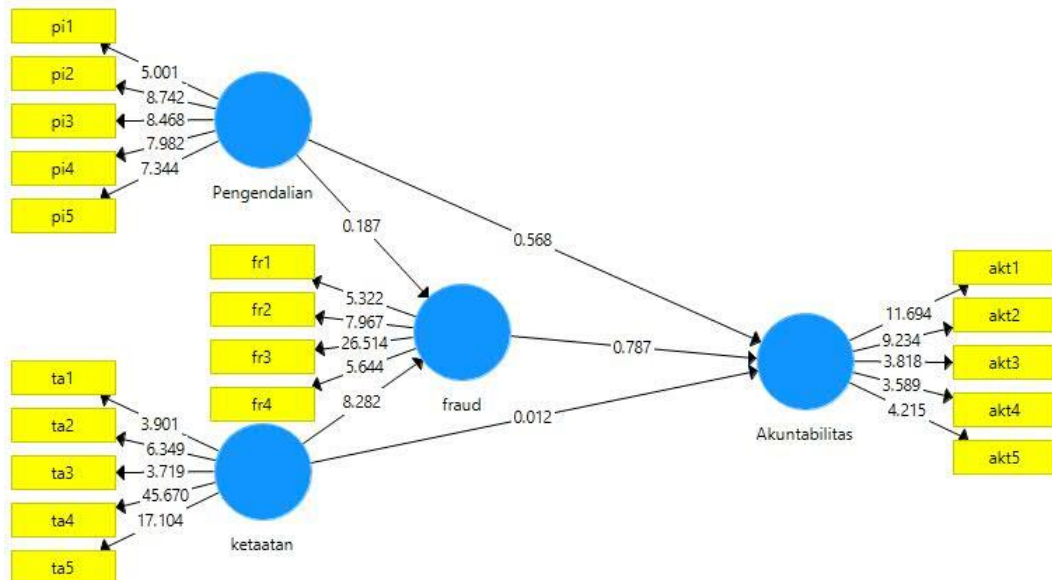 pi1
pi2
pi3
pi4
pi5
5.001
8.742
8.468
7.982
7.344
Pengendalian
0.187
0.568
fr1
fr2
fr3
fr4
5.322
7.967
26.514
5.644
fraud
8.282
0.787
0.012
ta1
ta2
ta3
ta4
ta5
3.901
6.349
3.719
45.670
17.104
ketaatan
Akuntabilitas
11.694
9.234
3.818
3.589
4.215
akt1
akt2
akt3
akt4
akt5